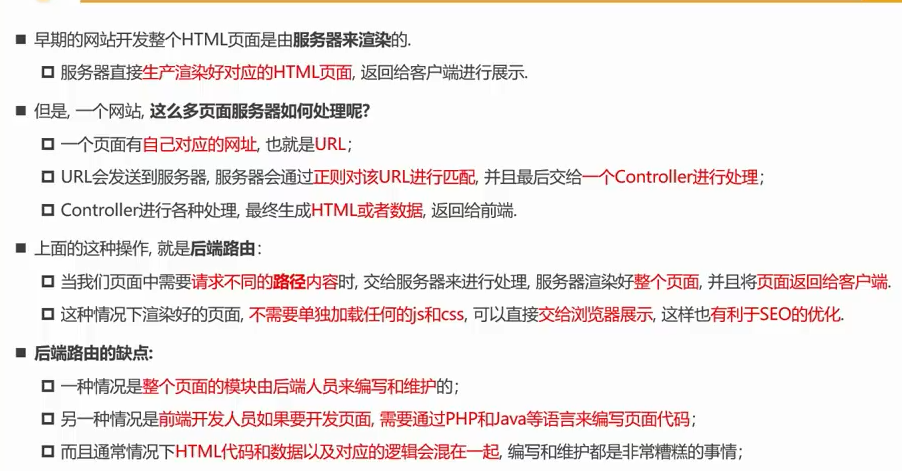 早期的网站开发整个HTML页面是由服务器来渲染的.
服务器直接生产渲染好对应的HTML页面, 返回给客户端进行展示.
但是, 一个网站, 这么多页面服务器如何处理呢?
一个页面有自己对应的网址, 也就是URL;
URL会发送到服务器, 服务器会通过正则对该URL进行匹配, 并且最后交给一个Controller进行处理;
Controller进行各种处理, 最终生成HTML或者数据, 返回给前端.
上面的这种操作, 就是后端路由:
当我们页面中需要请求不同的路径内容时, 交给服务器来进行处理, 服务器渲染好整个页面, 并且将页面返回给客户端.
这种情况下渲染好的页面, 不需要单独加载任何的js和css, 可以直接交给浏览器展示, 这样也有利于SEO的优化.
后端路由的缺点:
一种情况是整个页面的模块由后端人员来编写和维护的;
另一种情况是前端开发人员如果要开发页面, 需要通过PHP和Java等语言来编写页面代码;
而且通常情况下HTML代码和数据以及对应的逻辑会混在一起, 编写和维护都是非常糟糕的事情;